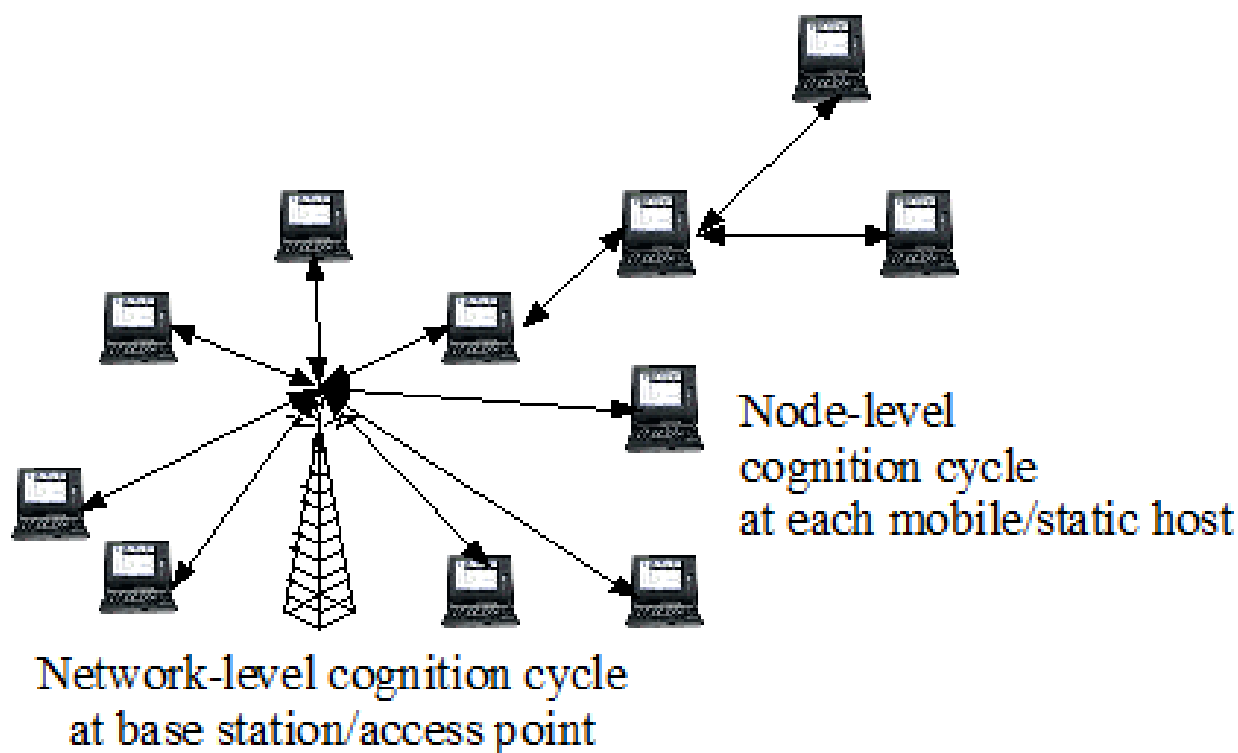 Node-level
cognition cycle
at each mobile/static host
Network-level cognition cycle
at base station/access point